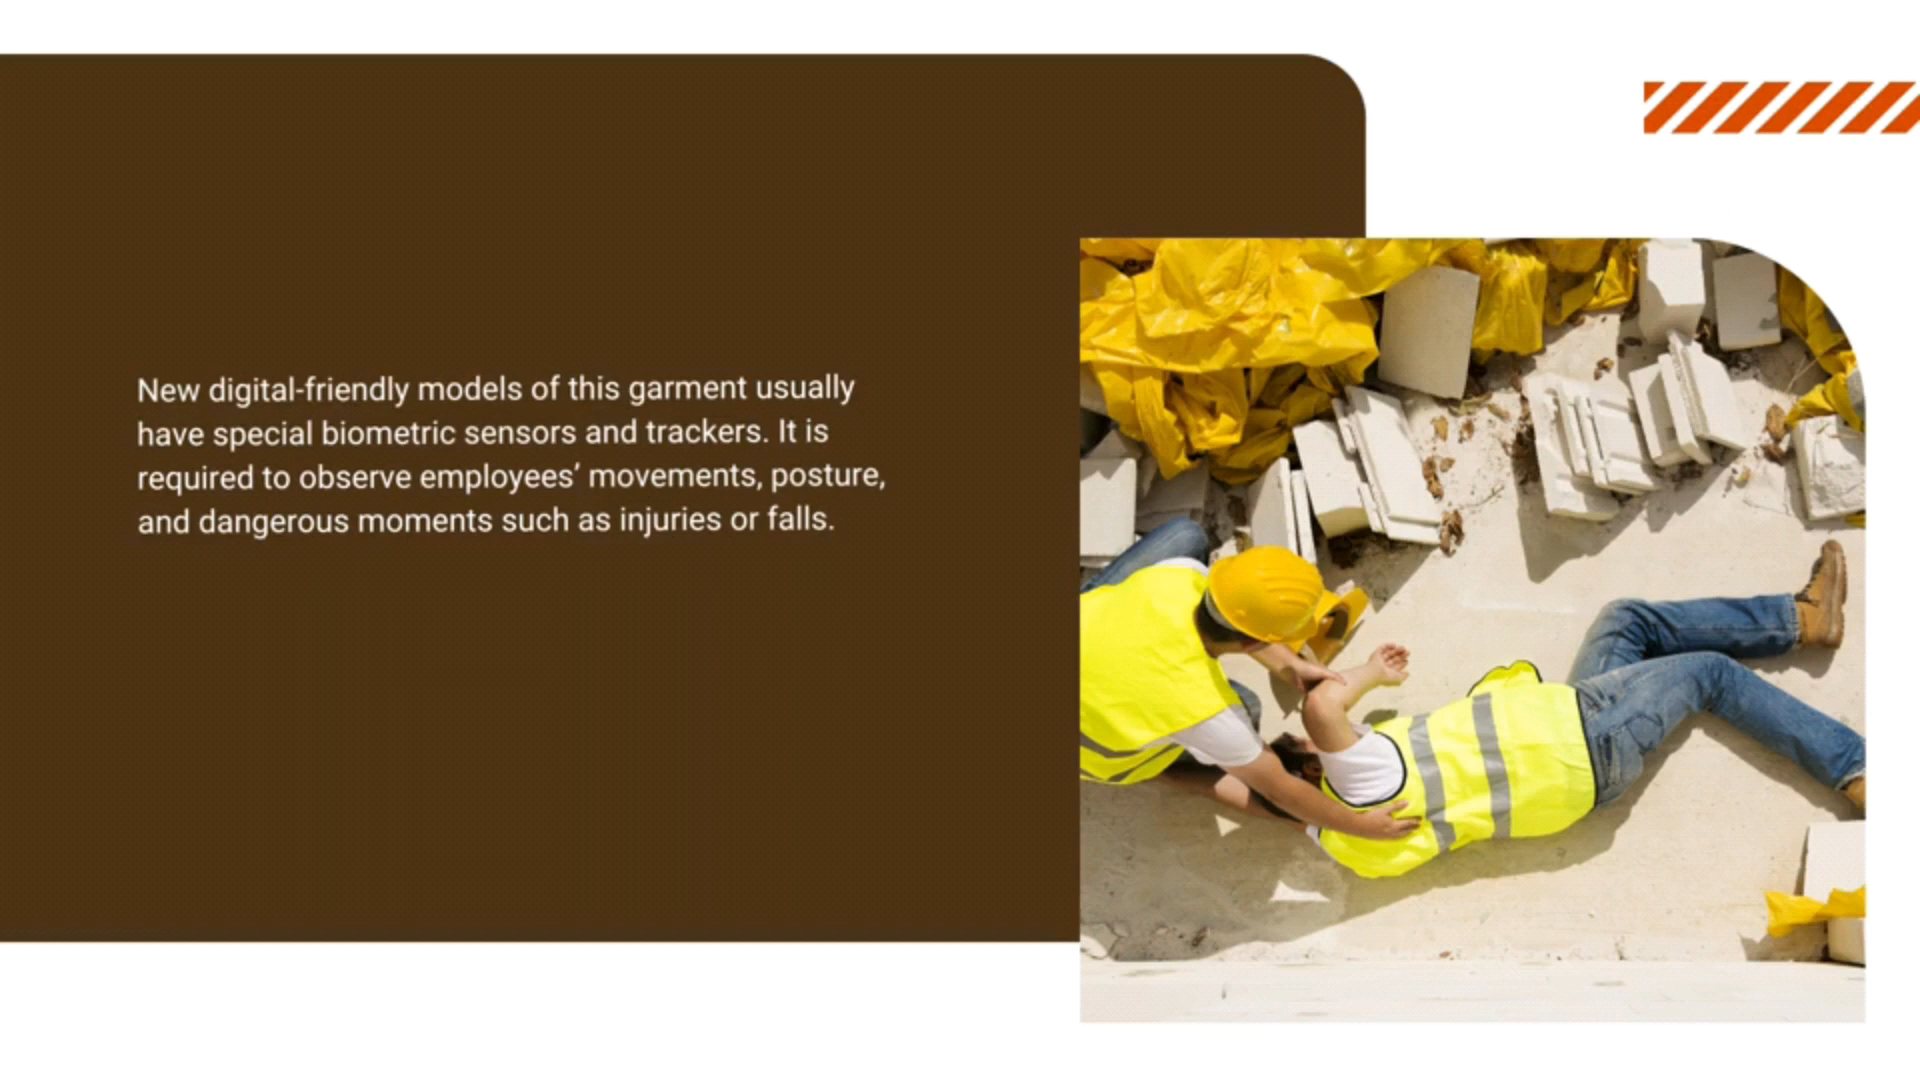 New digital-friendly models of this garment usually
have special biometric sensors and trackers. It is
required to observe employees’ movements, posture,
and dangerous moments such as injuries or falls.